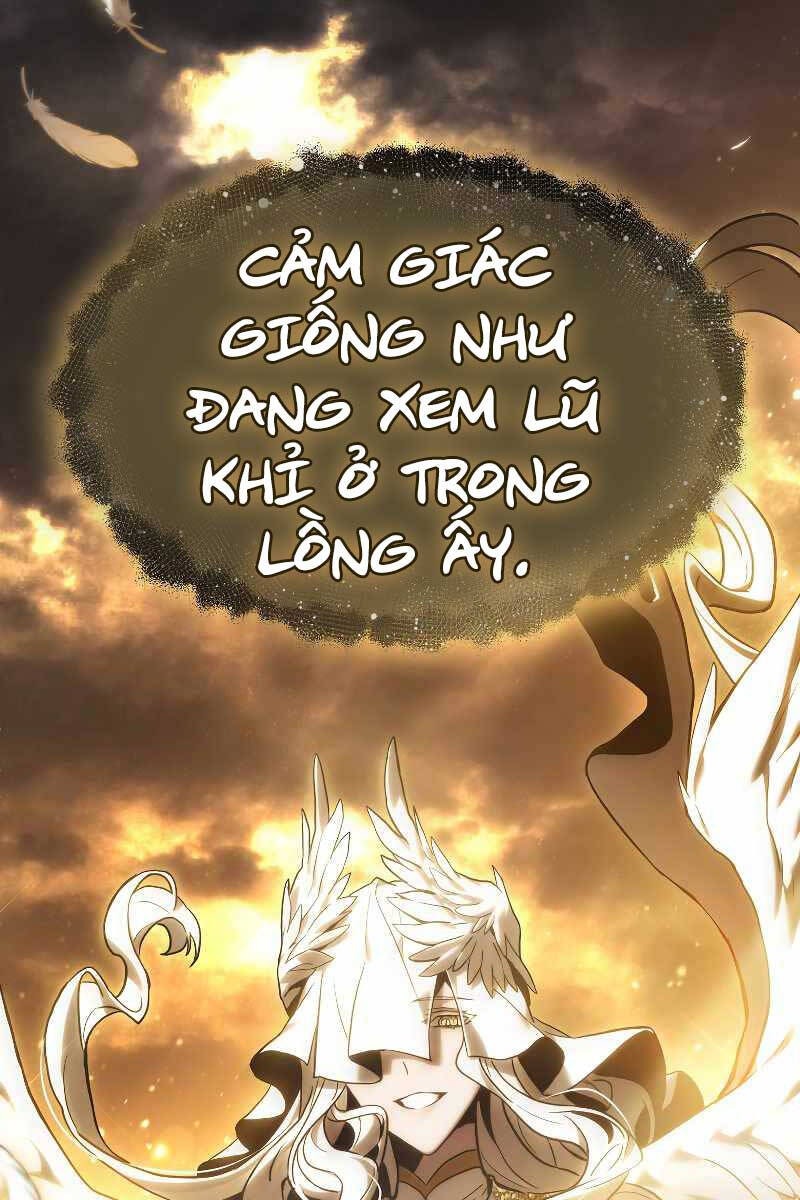 CẢM GIÁC
GIỐNG NHƯ
ĐANG XEM LŨ
KHỈ Ở TRONG
LỒNG ẤY.